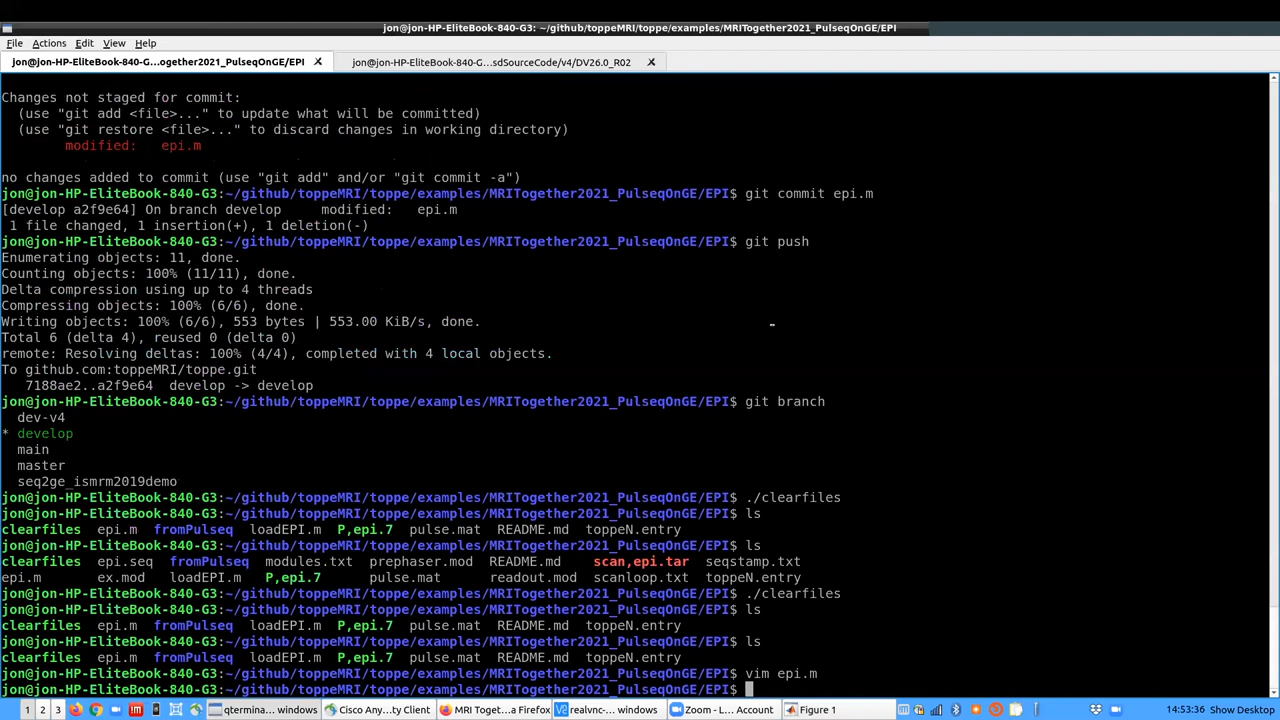 jon@jon-HP-EliteBook-840-G3: ~/github/toppeMRI/toppe/examples/MRITogether2021_PulseqOnGE/EPI
File Actions Edit View Help
jon@jon-HP-EliteBook-840-G...ogether2021_PulseqOnGE/EPI jon@jon-HP-EliteBook-840-G...sdSourceCode/v4/DV26.0_R02
Changes not staged for commit:
(use "git add <file>..." to update what will be committed)
(use "git restore <file>..." to discard changes in working directory)
modified: epi.m
no changes added to commit (use "git add" and/or "git commit -a")
jon@jon-HP-EliteBook-840-G3:~/github/toppeMRI/toppe/examples/MRITogether2021_PulseqOnGE/EPI$ git commit epi.m
[develop a2f9e64] On branch develop modified: epi.m
1 file changed, 1 insertion(+), 1 deletion(-)
jon@jon-HP-EliteBook-840-G3:~/github/toppeMRI/toppe/examples/MRITogether2021_PulseqOnGE/EPI$ git push
Enumerating objects: 11, done.
Counting objects: 100% (11/11), done.
Delta compression using up to 4 threads
Compressing objects: 100% (6/6), done.
Writing objects: 100% (6/6), 553 bytes | 553.00 KiB/s, done.
Total 6 (delta 4), reused 0 (delta 0)
remote: Resolving deltas: 100% (4/4), completed with 4 local objects.
To github.com:toppeMRI/toppe.git
7188ae2..a2f9e64 develop -> develop
jon@jon-HP-EliteBook-840-G3:~/github/toppeMRI/toppe/examples/MRITogether2021_PulseqOnGE/EPI$ git branch
dev-v4
* develop
main
master
seq2ge_ismrm2019demo
jon@jon-HP-EliteBook-840-G3:~/github/toppeMRI/toppe/examples/MRITogether2021_PulseqOnGE/EPI$ ./clearfiles
jon@jon-HP-EliteBook-840-G3:~/github/toppeMRI/toppe/examples/MRITogether2021_PulseqOnGE/EPI$ ls
clearfiles epi.m fromPulseq loadEPI.m P,epi.7 pulse.mat README.md toppeN.entry
jon@jon-HP-EliteBook-840-G3:~/github/toppeMRI/toppe/examples/MRITogether2021_PulseqOnGE/EPI$ ls
clearfiles epi.seq fromPulseq modules.txt prephaser.mod README.md scan,epi.tar seqstamp.txt
epi.m ex.mod loadEPI.m P,epi.7 pulse.mat readout.mod scanloop.txt toppeN.entry
jon@jon-HP-EliteBook-840-G3:~/github/toppeMRI/toppe/examples/MRITogether2021_PulseqOnGE/EPI$ ./clearfiles
jon@jon-HP-EliteBook-840-G3:~/github/toppeMRI/toppe/examples/MRITogether2021_PulseqOnGE/EPI$ ls
clearfiles epi.m fromPulseq loadEPI.m P,epi.7 pulse.mat README.md toppeN.entry
jon@jon-HP-EliteBook-840-G3:~/github/toppeMRI/toppe/examples/MRITogether2021_PulseqOnGE/EPI$ ls
clearfiles epi.m fromPulseq loadEPI.m P,epi.7 pulse.mat README.md toppeN.entry
jon@jon-HP-EliteBook-840-G3:~/github/toppeMRI/toppe/examples/MRITogether2021_PulseqOnGE/EPI$ vim epi.m
jon@jon-HP-EliteBook-840-G3:~/github/toppeMRI/toppe/examples/MRITogether2021_PulseqOnGE/EPI$
1 2 3 qtermina... windows Cisco Any...ty Client MRI Toget...a Firefox realvnc-... windows Zoom - L... Account Figure 1 14:53:36 Show Desktop